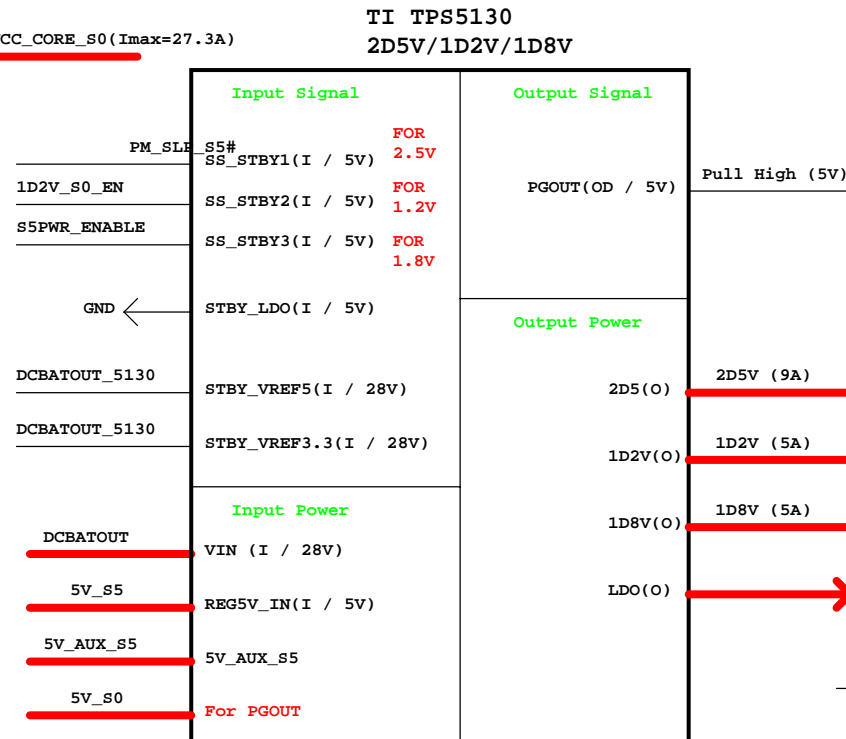 TI TPS5130
CC_CORE_S0(Imax=27.3A)
2D5V/1D2V/1D8V
Input Signal
Output Signal
PM_SLP_S5#
SS_STBY1(I / 5V)
FOR
2.5V
Pull High (5V)
PGOUT(OD / 5V)
1D2V_S0_EN
SS_STBY2(I / 5V)
FOR
1.2V
S5PWR_ENABLE
SS_STBY3(I / 5V)
FOR
1.8V
GND
STBY_LDO(I / 5V)
Output Power
DCBATOUT_5130
STBY_VREF5(I / 28V)
2D5(O)
2D5V (9A)
DCBATOUT_5130
STBY_VREF3.3(I / 28V)
1D2V(O)
1D2V (5A)
Input Power
1D8V(O)
1D8V (5A)
DCBATOUT
VIN (I / 28V)
5V_S5
REG5V_IN(I / 5V)
LDO(O)
5V_AUX_S5
5V_AUX_S5
5V_S0
For PGOUT